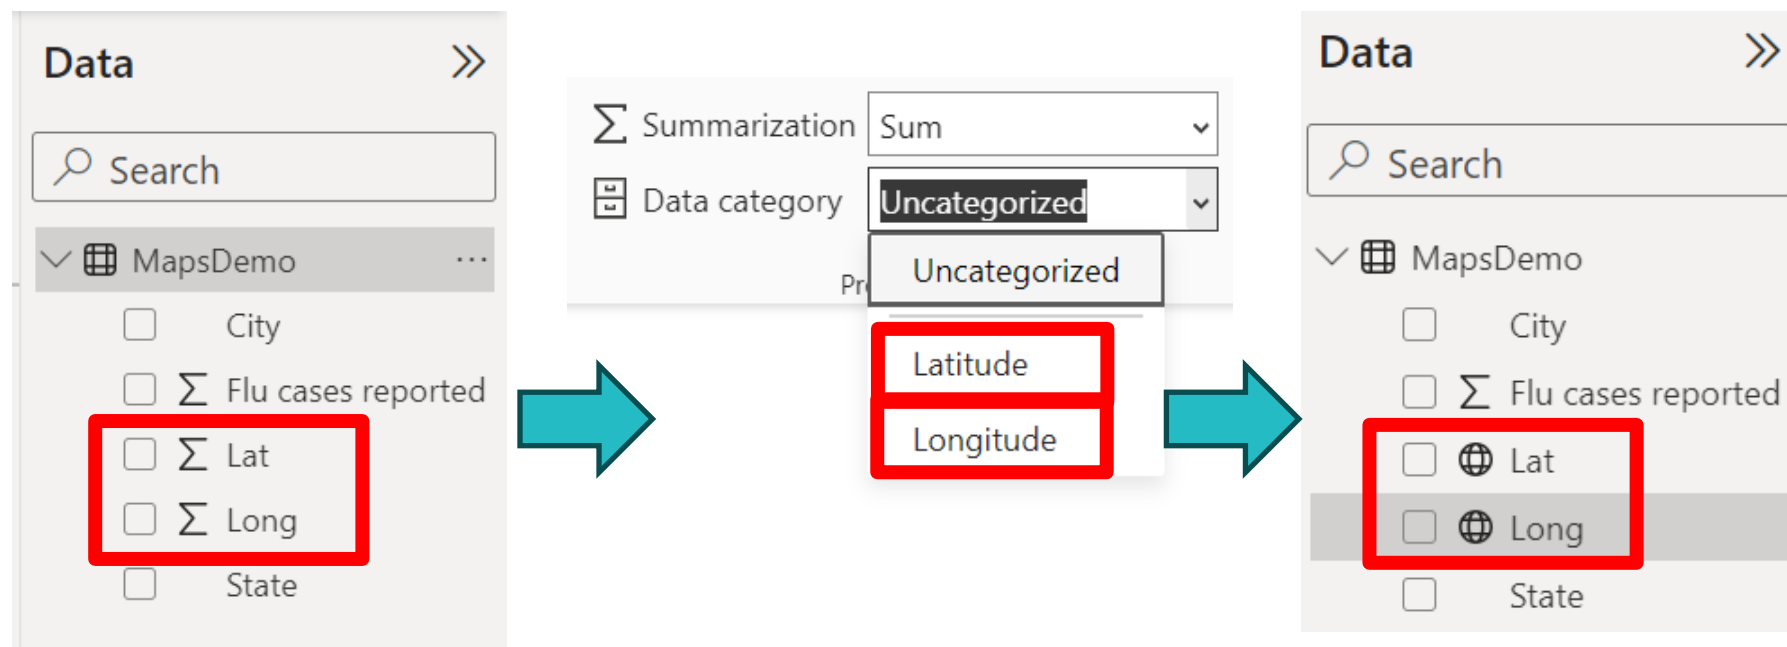 Data
Search
MapsDemo
City
Flu cases reported
Lat
Long
State
Summarization Sum
Data category Uncategorized
Uncategorized
Latitude
Longitude
Data
Search
MapsDemo
City
Flu cases reported
Lat
Long
State